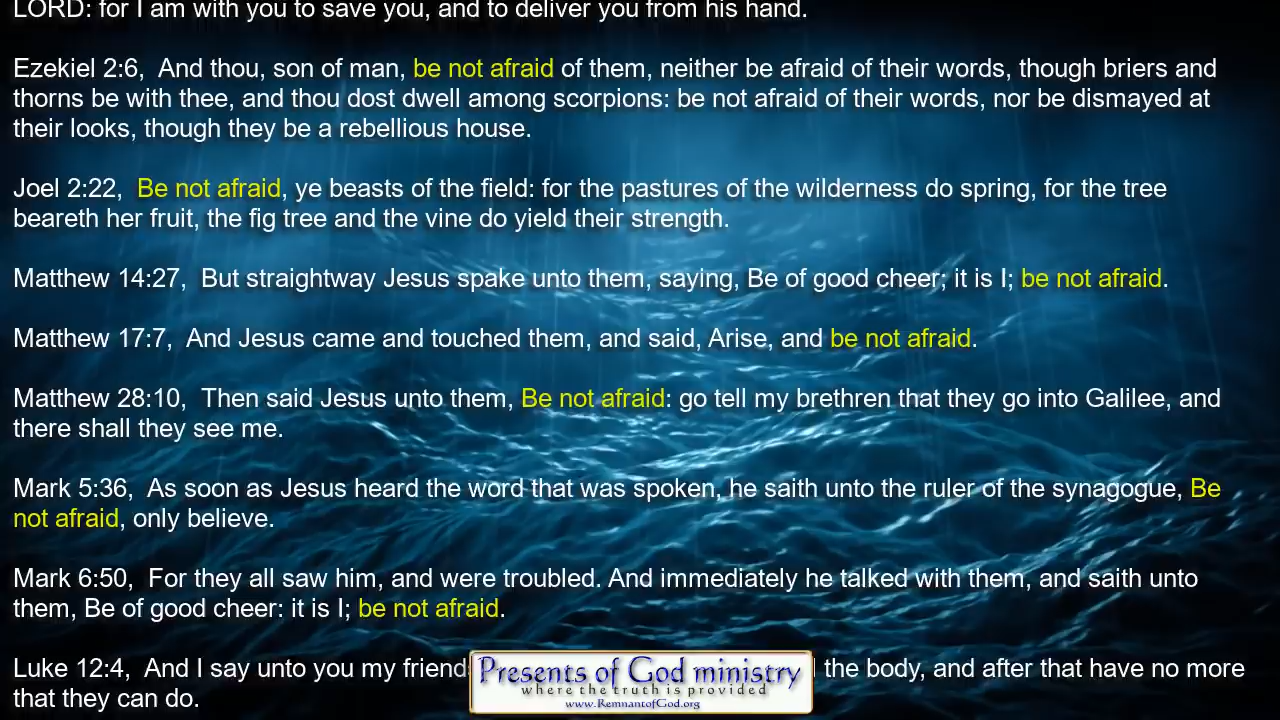 LORD: for I am with you to save you, and to deliver you from his hand.
Ezekiel 2:6,  And thou, son of man, be not afraid of them, neither be afraid of their words, though briers and
thorns be with thee, and thou dost dwell among scorpions: be not afraid of their words, nor be dismayed at
their looks, though they be a rebellious house.
Joel 2:22,  Be not afraid, ye beasts of the field: for the pastures of the wilderness do spring, for the tree
beareth her fruit, the fig tree and the vine do yield their strength.
Matthew 14:27,  But straightway Jesus spake unto them, saying, Be of good cheer; it is I; be not afraid.
Matthew 17:7,  And Jesus came and touched them, and said, Arise, and be not afraid.
Matthew 28:10,  Then said Jesus unto them, Be not afraid: go tell my brethren that they go into Galilee, and
there shall they see me.
Mark 5:36,  As soon as Jesus heard the word that was spoken, he saith unto the ruler of the synagogue, Be
not afraid, only believe.
Mark 6:50,  For they all saw him, and were troubled. And immediately he talked with them, and saith unto
them, Be of good cheer: it is I; be not afraid.
Luke 12:4,  And I say unto you my friend the body, and after that have no more
that they can do.
Presents of God ministry
where the truth is provided
www.RemnantofGod.org